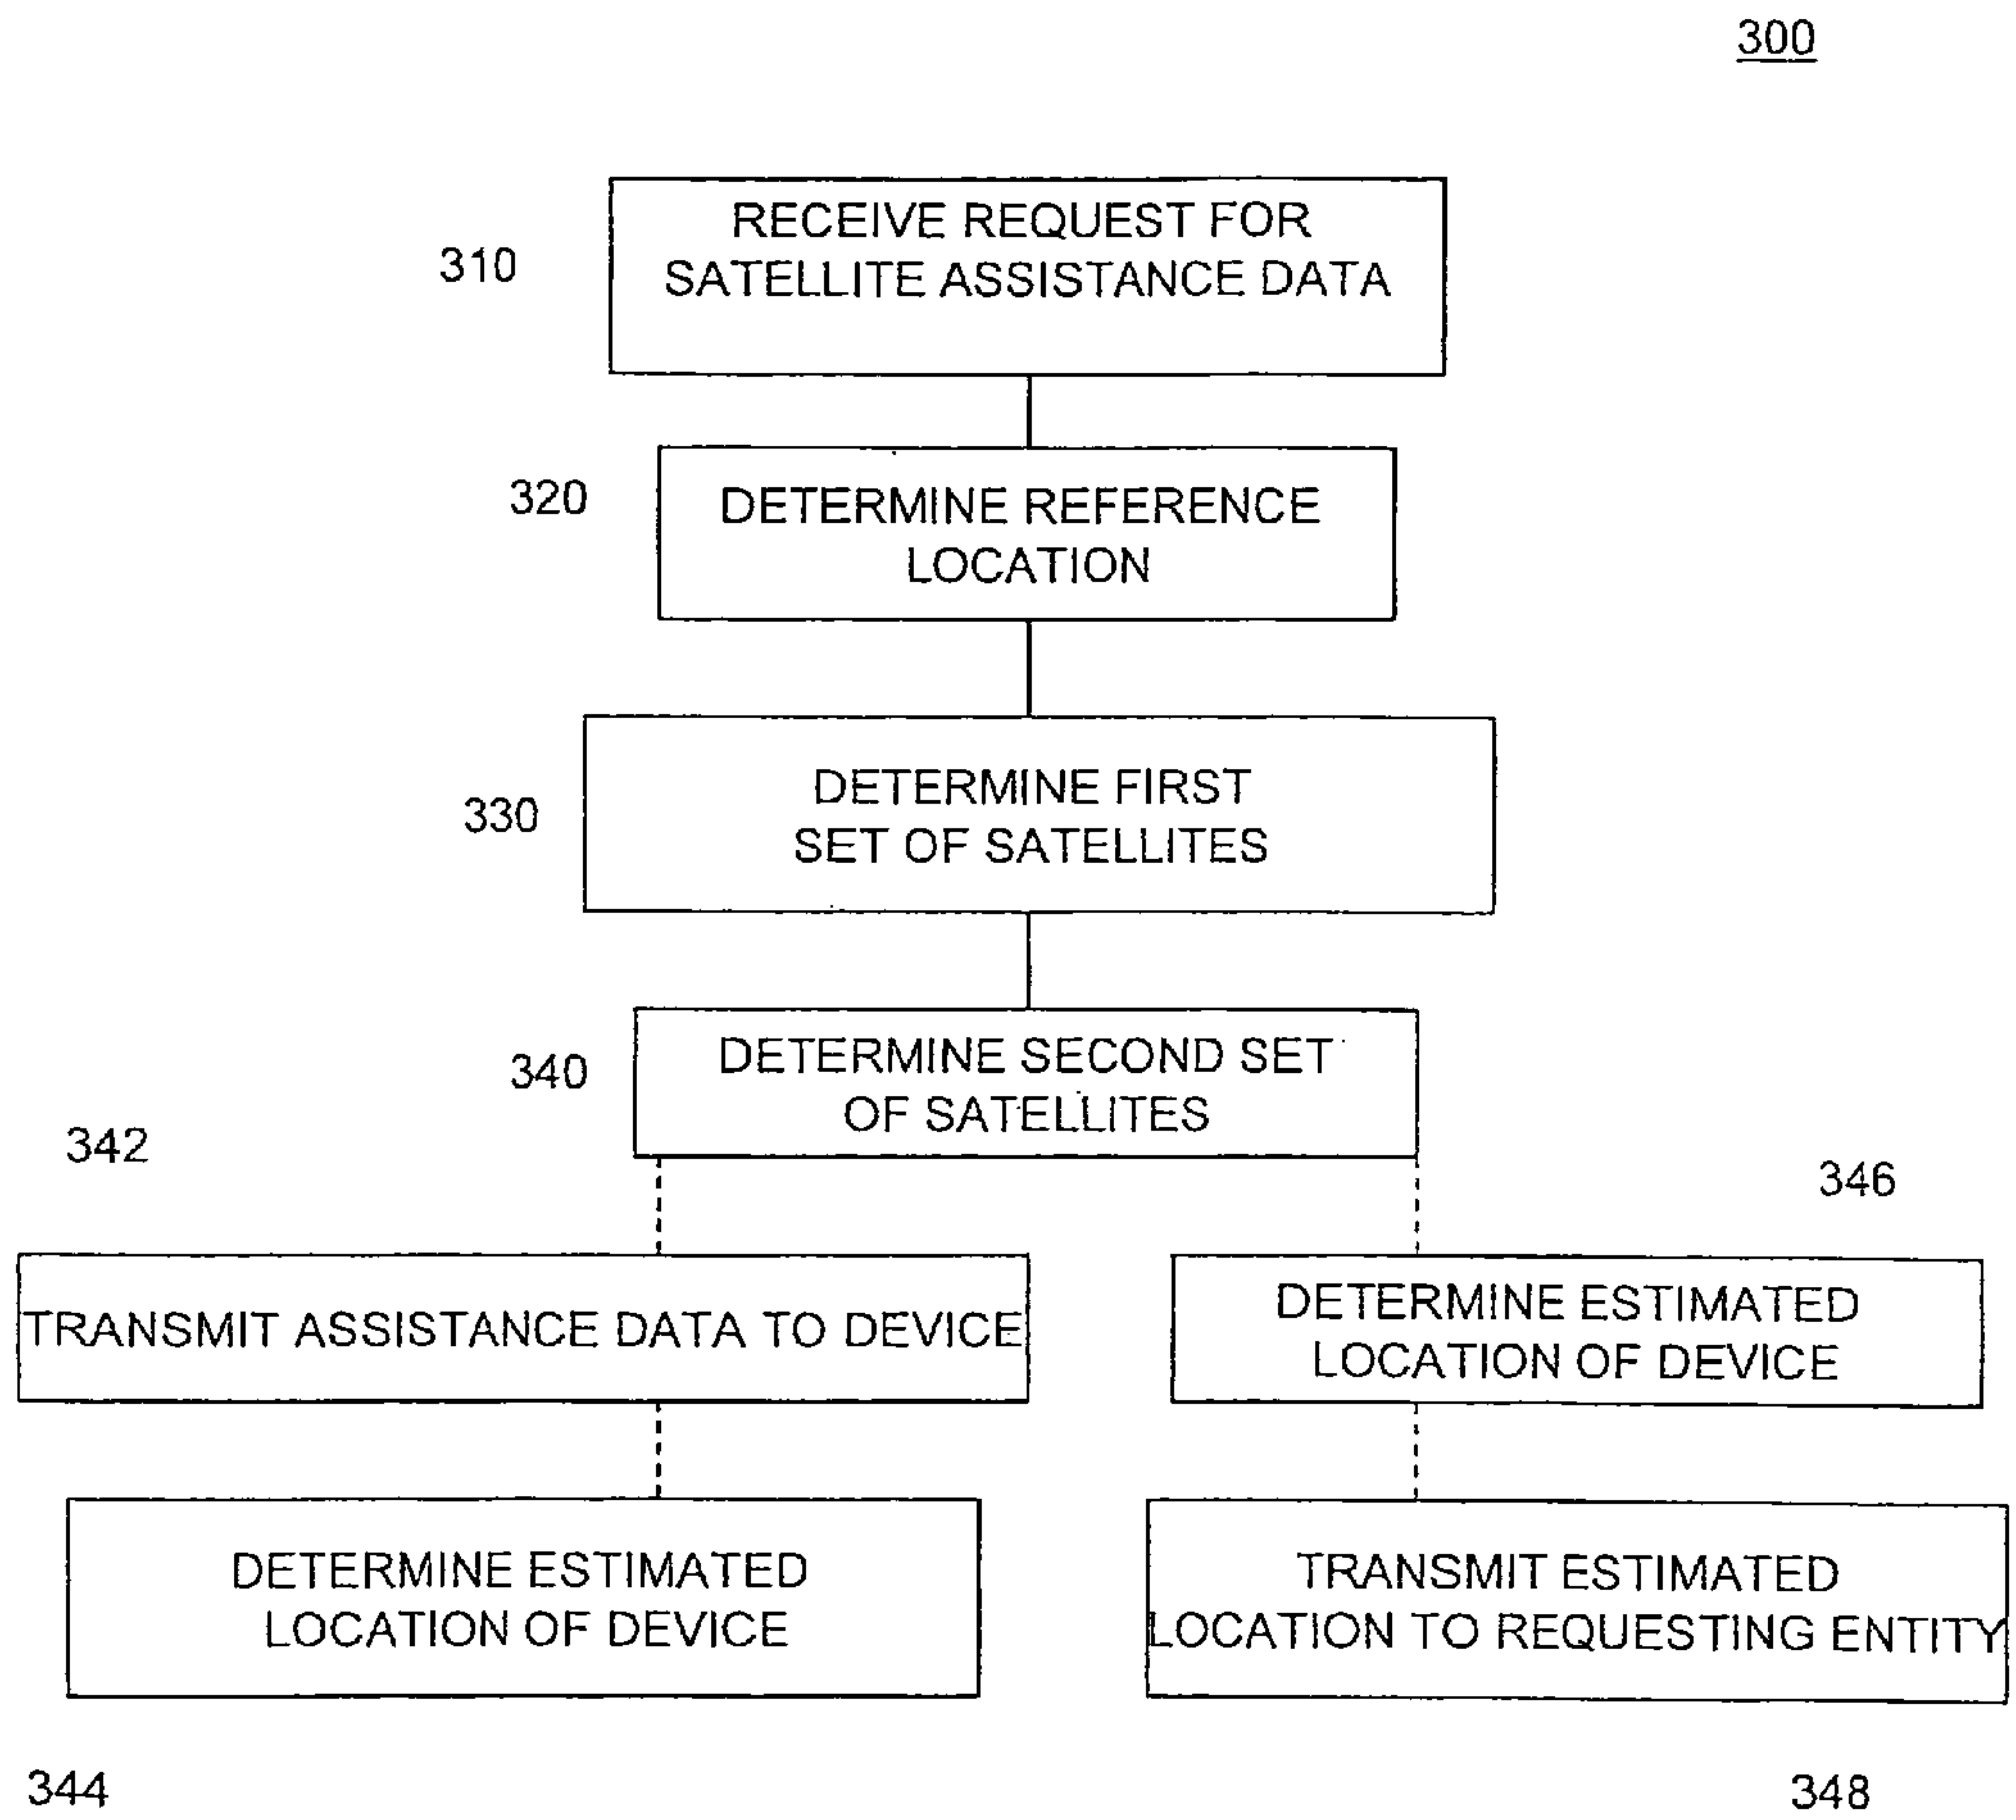 300
310
RECEIVE REQUEST FOR
SATELLITE ASSISTANCE DATA
320
DETERMINE REFERENCE
LOCATION
330
DETERMINE FIRST
SET OF SATELLITES
340
DETERMINE SECOND SET
OF SATELLITES
342
346
TRANSMIT ASSISTANCE DATA TO DEVICE
DETERMINE ESTIMATED
LOCATION OF DEVICE
DETERMINE ESTIMATED
LOCATION OF DEVICE
TRANSMIT ESTIMATED
LOCATION TO REQUESTING ENTITY
344
348